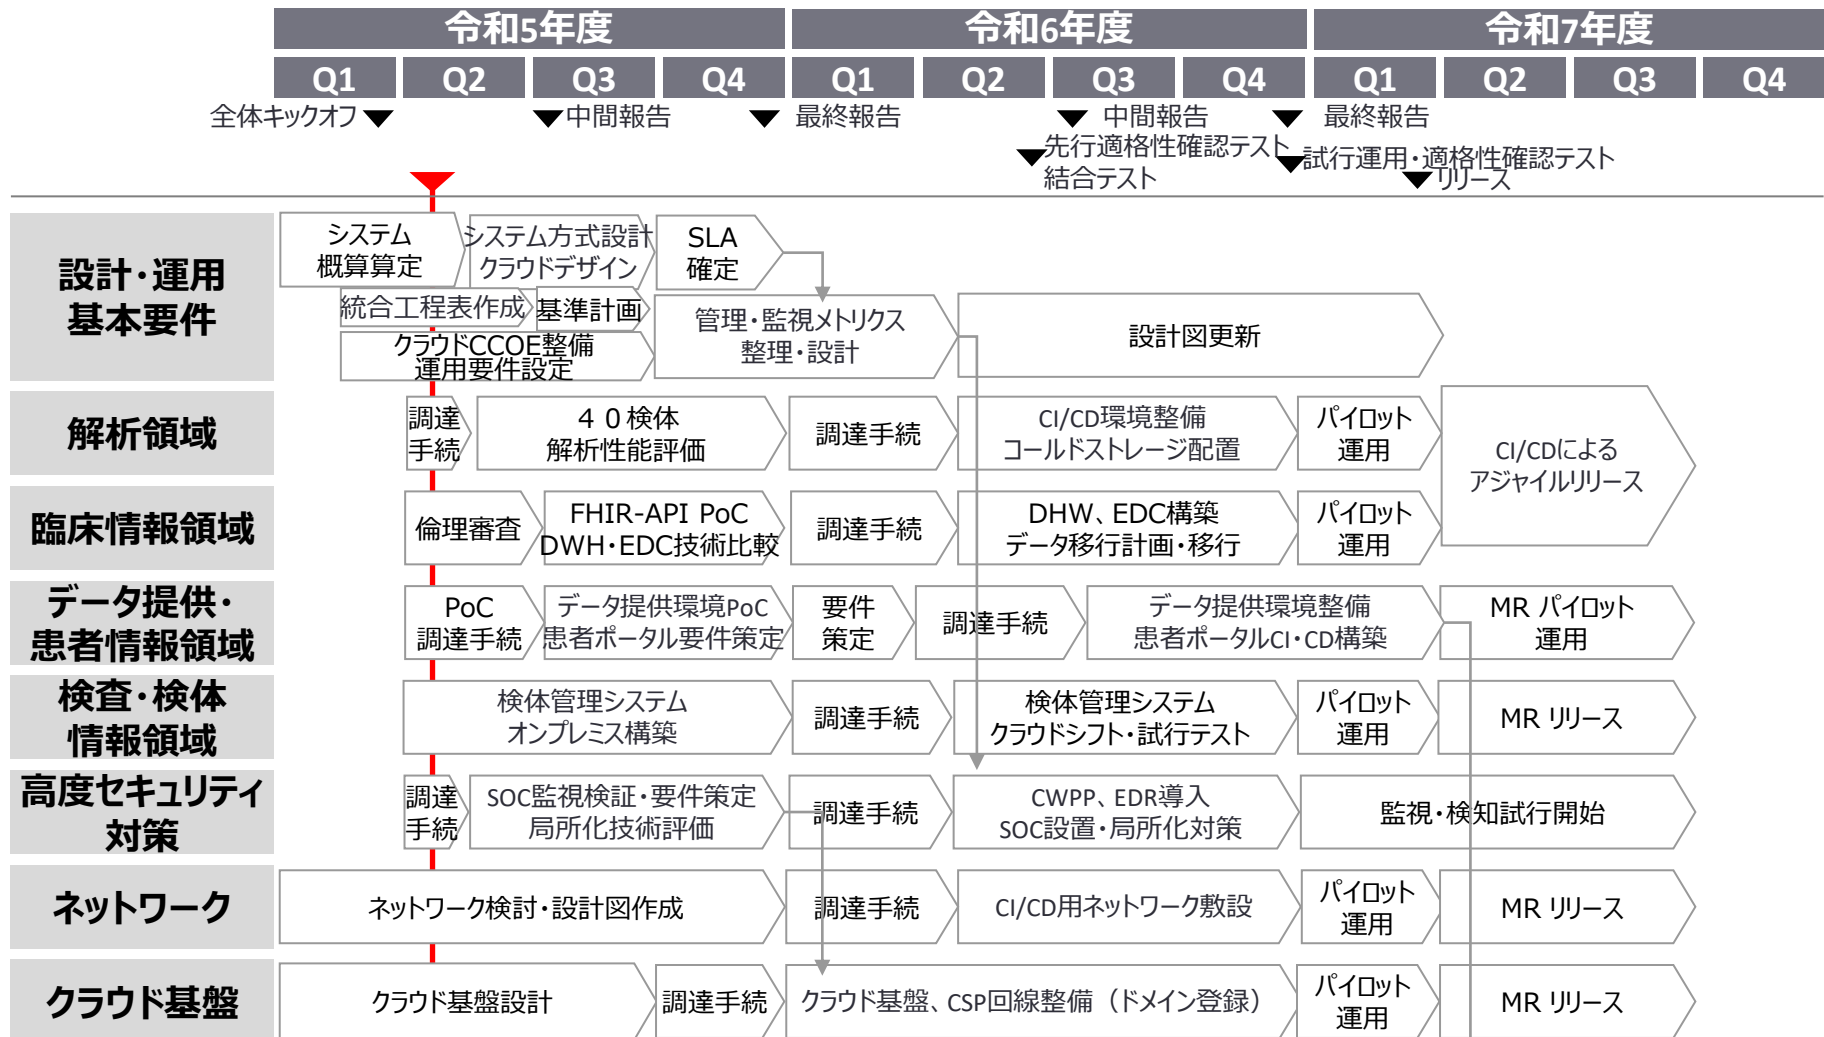 令和5年度
令和6年度
令和7年度
Q1
Q2
Q3
Q4
Q1
Q2
Q3
Q4
Q1
Q2
Q3
Q4
全体キックオフ
中間報告
最終報告
中間報告
最終報告
先行適格性確認テスト
結合テスト
試行運用・適格性確認テスト
リリース
設計・運用
基本要件
システム
概算算定
システム方式設計
クラウドデザイン
SLA
確定
統合工程表作成
基準計画
クラウドCCOE整備
運用要件設定
管理・監視メトリクス
整理・設計
設計図更新
解析領域
調達
手続
４０検体
解析性能評価
調達手続
CI/CD環境整備
コールドストレージ配置
パイロット
運用
CI/CDによる
アジャイルリリース
臨床情報領域
倫理審査
FHIR-API PoC
DWH・EDC技術比較
調達手続
DHW、EDC構築
データ移行計画・移行
パイロット
運用
データ提供・
患者情報領域
PoC
調達手続
データ提供環境PoC
患者ポータル要件策定
要件
策定
調達手続
データ提供環境整備
患者ポータルCI・CD構築
MR パイロット
運用
検査・検体
情報領域
検体管理システム
オンプレミス構築
調達手続
検体管理システム
クラウドシフト・試行テスト
パイロット
運用
MR リリース
高度セキュリティ
対策
調達
手続
SOC監視検証・要件策定
局所化技術評価
調達手続
CWPP、EDR導入
SOC設置・局所化対策
監視・検知試行開始
ネットワーク
ネットワーク検討・設計図作成
調達手続
CI/CD用ネットワーク敷設
パイロット
運用
MR リリース
クラウド基盤
クラウド基盤設計
調達手続
クラウド基盤、CSP回線整備（ドメイン登録）
パイロット
運用
MR リリース